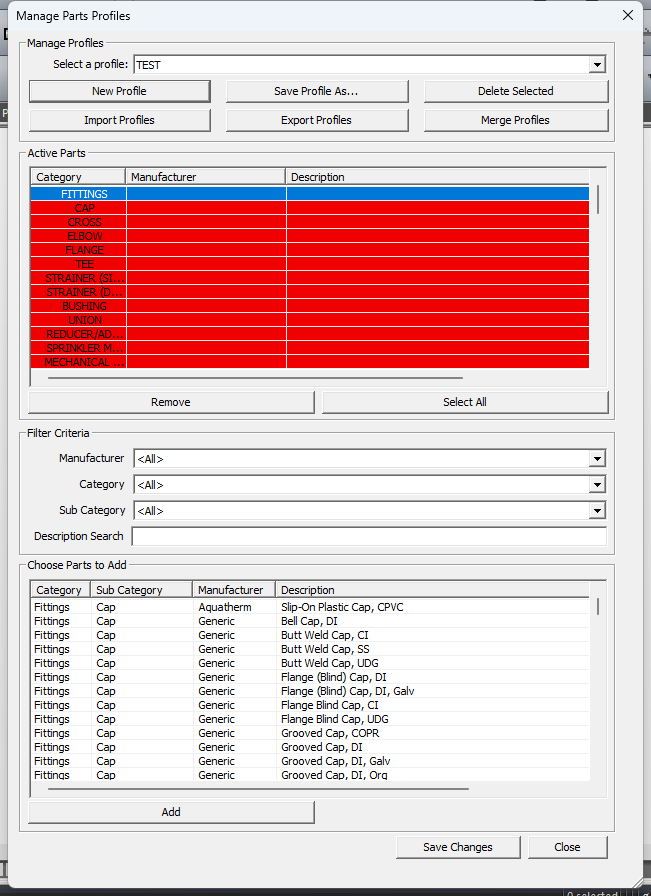 Manage Parts Profiles
Manage Profiles
Select a profile: TEST
New Profile Save Profile As... Delete Selected
Import Profiles Export Profiles Merge Profiles
Active Parts
Category Manufacturer Description
FITTINGS
CAP
CROSS
ELBOW
FLANGE
TEE
STRAINER (SI...
STRAINER (D...
BUSHING
UNION
REDUCER/AD...
SPRINKLER M...
MECHANICAL ...
Remove Select All
Filter Criteria
Manufacturer <All>
Category <All>
Sub Category <All>
Description Search
Choose Parts to Add
Category Sub Category Manufacturer Description
Fittings Cap Aquatherm Slip-On Plastic Cap, CPVC
Fittings Cap Generic Bell Cap, DI
Fittings Cap Generic Butt Weld Cap, CI
Fittings Cap Generic Butt Weld Cap, SS
Fittings Cap Generic Butt Weld Cap, UDG
Fittings Cap Generic Flange (Blind) Cap, DI
Fittings Cap Generic Flange (Blind) Cap, DI, Galv
Fittings Cap Generic Flange Blind Cap, CI
Fittings Cap Generic Flange Blind Cap, UDG
Fittings Cap Generic Grooved Cap, COPR
Fittings Cap Generic Grooved Cap, DI
Fittings Cap Generic Grooved Cap, DI, Galv
Fittings Cap Generic Grooved Cap, DI, Org
Add
Save Changes Close
0 selected